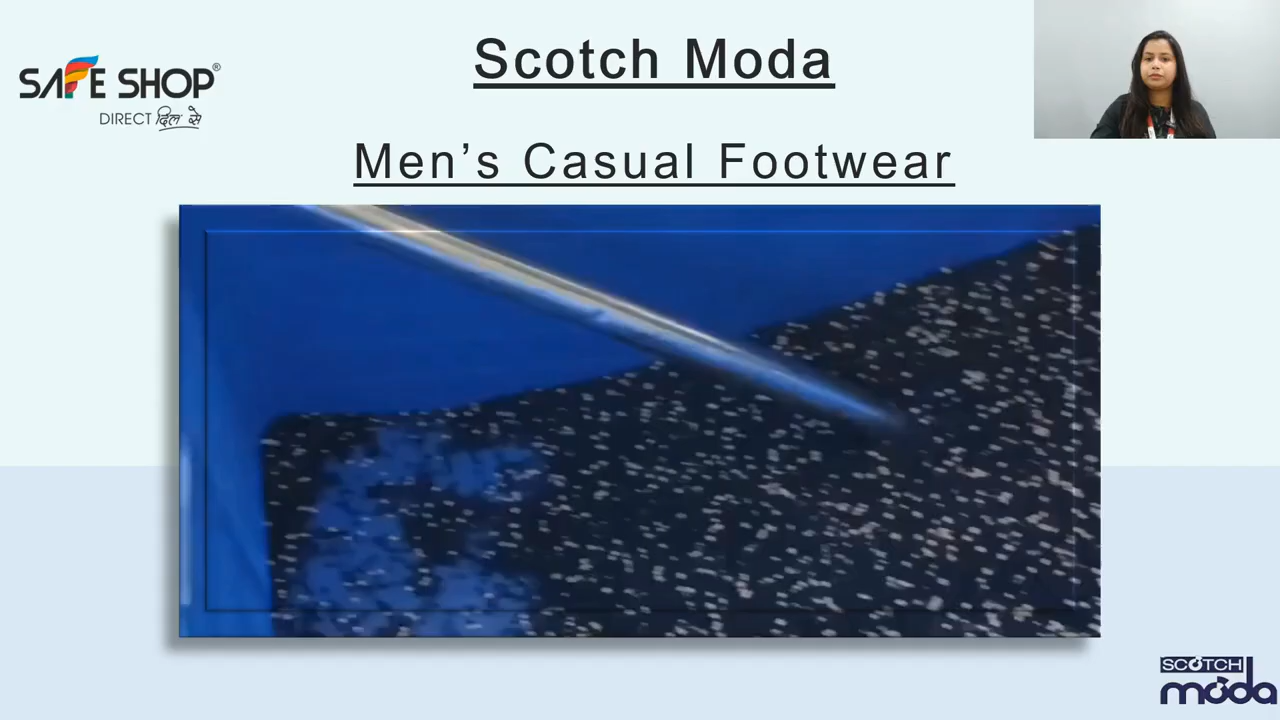 Scotch Moda
SAFE SHOP®
DIRECT दिल से
Men’s Casual Footwear
SCOTCH
moda